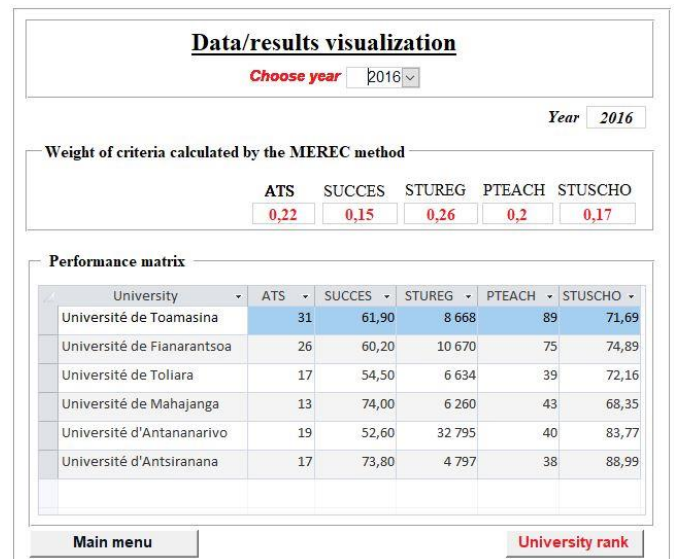 Data/results visualization
Choose year 2016
Year 2016
Weight of criteria calculated by the MEREC method
ATS SUCCES STUREG PTEACH STUSCHO
0,22 0,15 0,26 0,2 0,17
Performance matrix
University ATS SUCCES STUREG PTEACH STUSCHO
Université de Toamasina 31 61,90 8 668 89 71,69
Université de Fianarantsoa 26 60,20 10 670 75 74,89
Université de Toliara 17 54,50 6 634 39 72,16
Université de Mahajanga 13 74,00 6 260 43 68,35
Université d'Antananarivo 19 52,60 32 795 40 83,77
Université d'Antsiranana 17 73,80 4 797 38 88,99
Main menu University rank